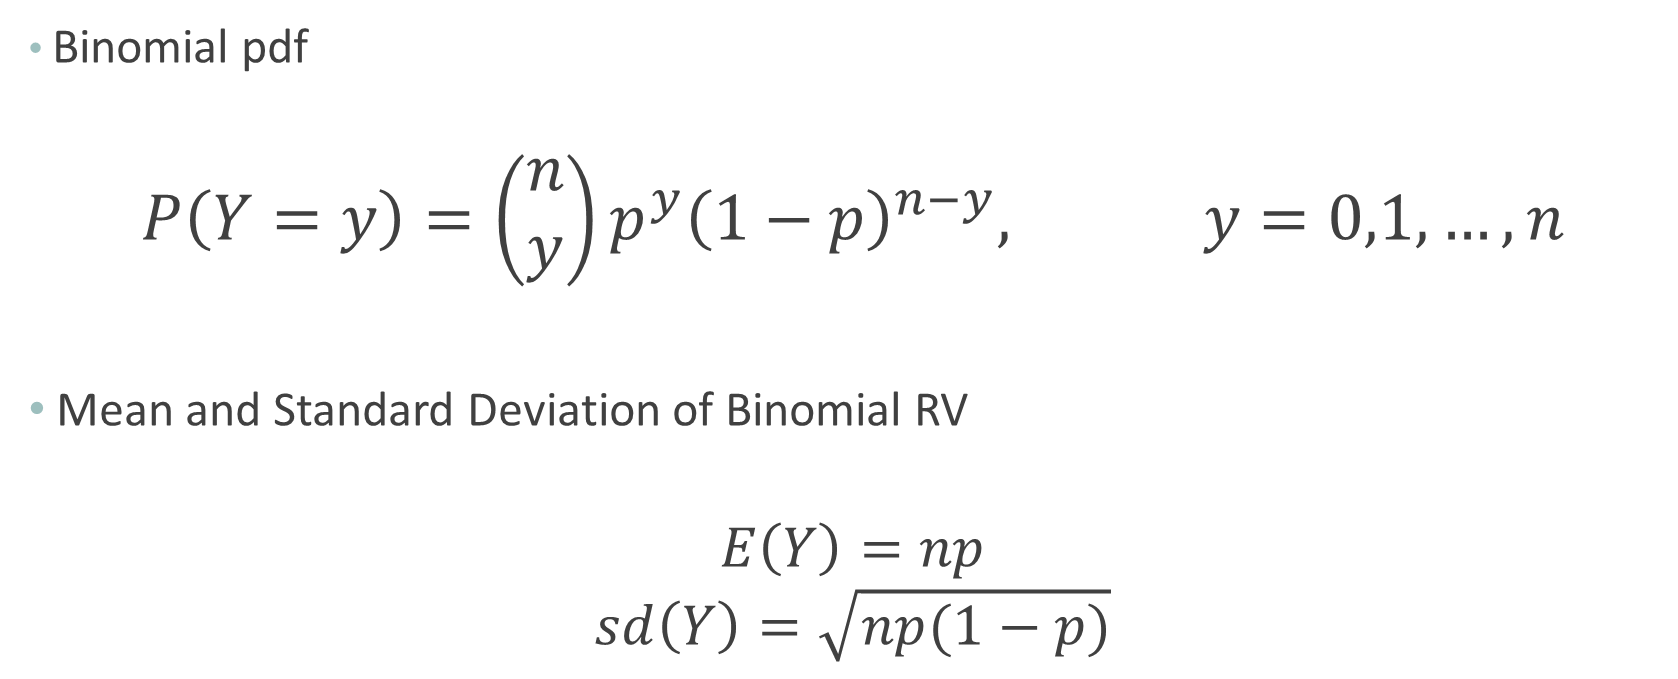 • Binomial pdf
P(Y = y) = (n y) p^y (1 − p)^{n−y},    y = 0,1, … , n
• Mean and Standard Deviation of Binomial RV
E(Y) = np
sd(Y) = √np(1 − p)